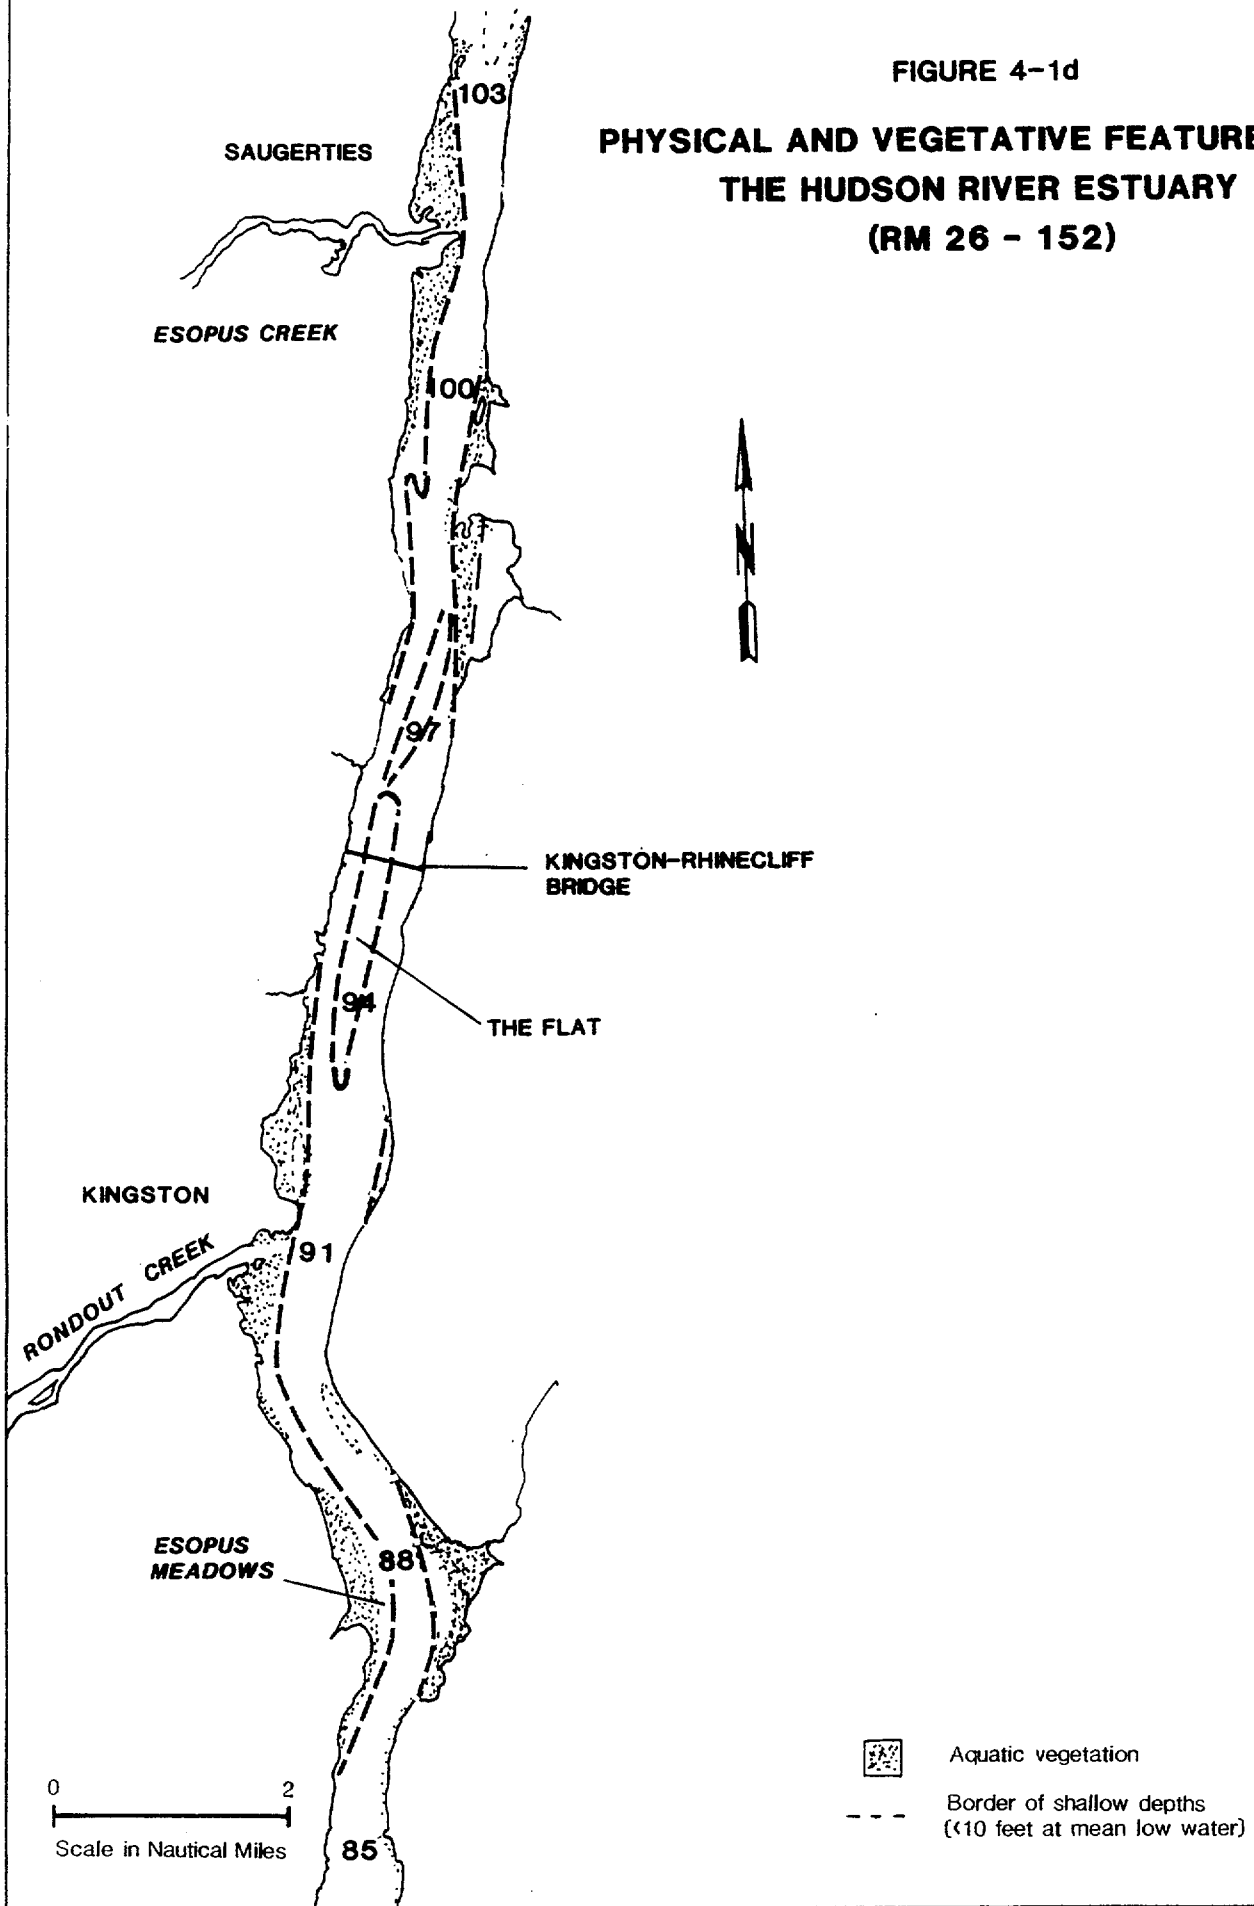 FIGURE 4-1d
PHYSICAL AND VEGETATIVE FEATURE
THE HUDSON RIVER ESTUARY
(RM 26 - 152)
103
SAUGERTIES
ESOPUS CREEK
00
N
97
KINGSTON-RHINECLIFF
BRIDGE
94
THE FLAT
KINGSTON
91
RONDOUT CREEK
ESOPUS
MEADOWS
88
Aquatic vegetation
Border of shallow depths
(<10 feet at mean low water)
0 2
Scale in Nautical Miles
85